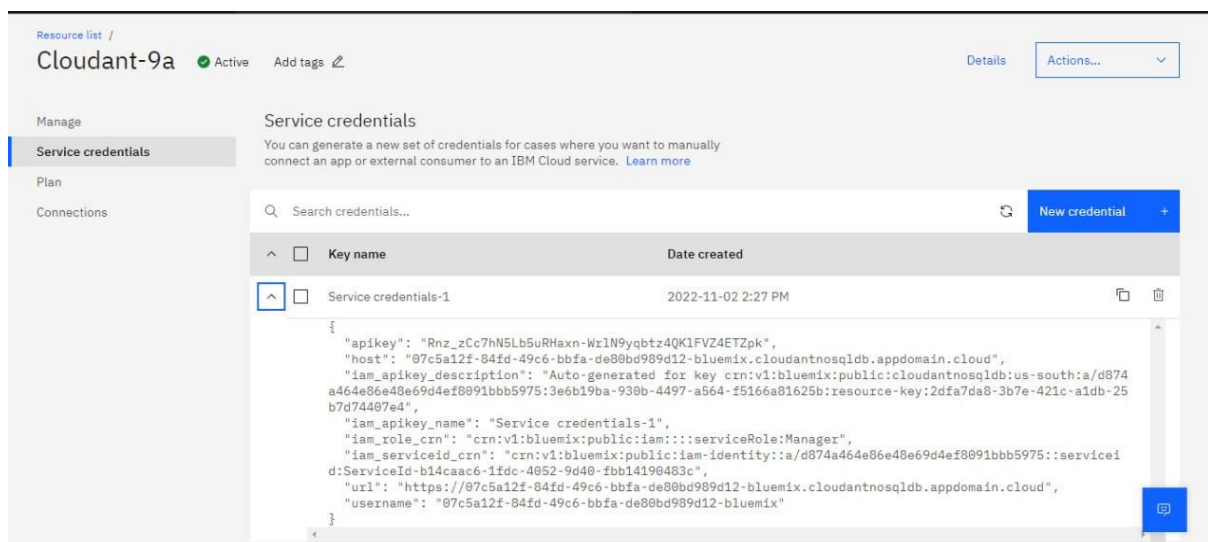 Resource list /
Cloudant-9a Active Add tags Details Actions...
Manage
Service credentials
Plan
Connections
Service credentials
You can generate a new set of credentials for cases where you want to manually
connect an app or external consumer to an IBM Cloud service. Learn more
Search credentials... New credential +
Key name Date created
Service credentials-1 2022-11-02 2:27 PM
{
"apikey":
"host": "07c5a12f-84fd-49c6-bbfa-de80bd989d12-bluemix.cloudantnosqldb.appdomain.cloud",
"iam_apikey_description": "Auto-generated for key crn:v1:bluemix:public:cloudantnosqldb:us-south:a/d874
a464e86e48e69d4ef8091bbb5975:3e6b19ba-930b-4497-a564-f5166a81625b:resource-key:2dfa7da8-3b7e-421c-a1db-25
b7d74407e4",
"iam_apikey_name": "Service credentials-1",
"iam_role_crn": "crn:v1:bluemix:public:iam::::serviceRole:Manager",
"iam_serviceid_crn": "crn:v1:bluemix:public:iam-identity::a/d874a464e86e48e69d4ef8091bbb5975::servicei
d:ServiceId-b14caac6-1fdc-4052-9d40-fbb14190483c",
"url": "https://07c5a12f-84fd-49c6-bbfa-de80bd989d12-bluemix.cloudantnosqldb.appdomain.cloud",
"username": "07c5a12f-84fd-49c6-bbfa-de80bd989d12-bluemix"
}